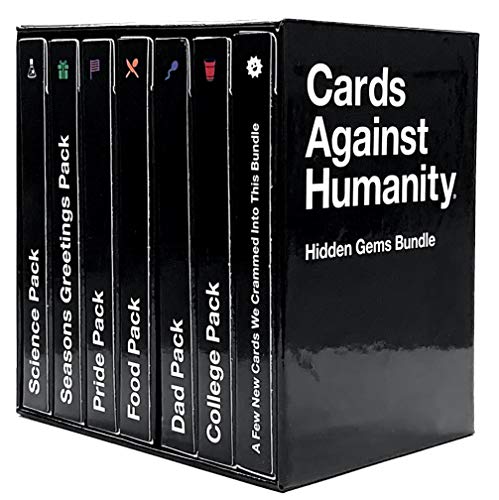 Science Pack
Seasons Greetings Pack
Pride Pack
Food Pack
Dad Pack
College Pack
A Few New Cards We Crammed Into This Bundle
Cards
Against
Humanity®
Hidden Gems Bundle